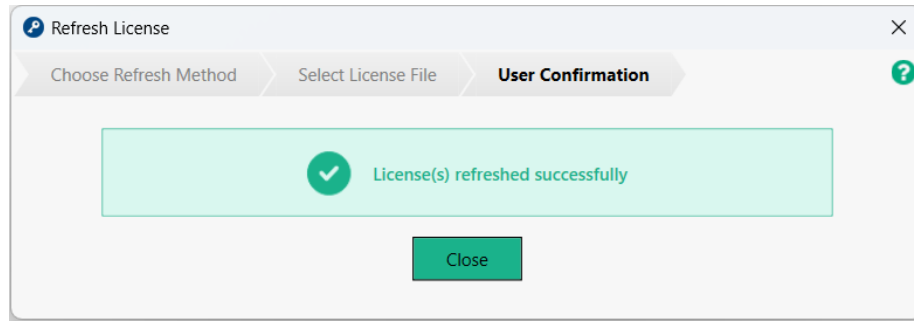 Refresh License
Choose Refresh Method Select License File User Confirmation
?
License(s) refreshed successfully
Close